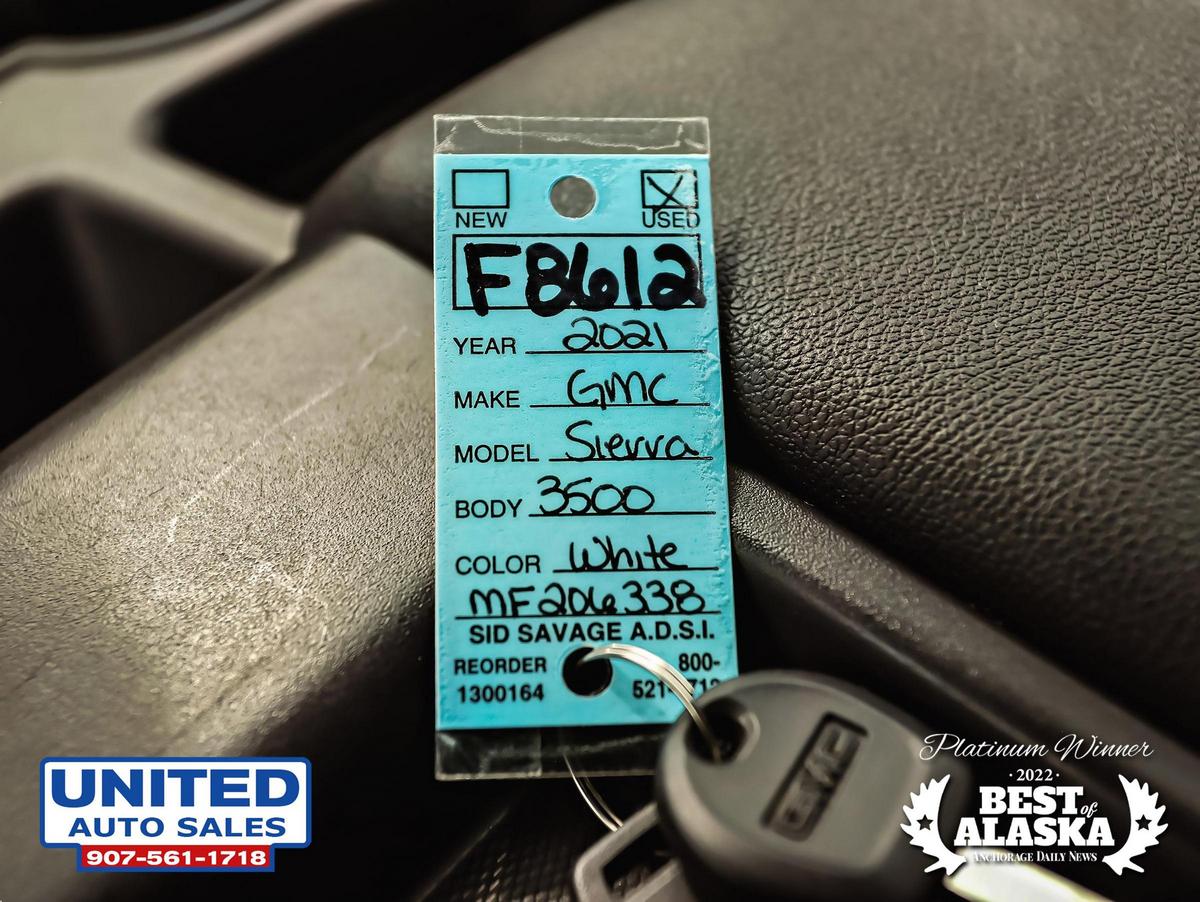 NEW USED
F8612
YEAR 2021
MAKE GMC
MODEL Sierra
BODY 3500
COLOR White
MF206338
SID SAVAGE A.D.S.I.
REORDER 800-
1300164
GMC
UNITED
AUTO SALES
907-561-1718
Platinum Winner
·2022·
BEST of
ALASKA
ANCHORAGE DAILY NEWS